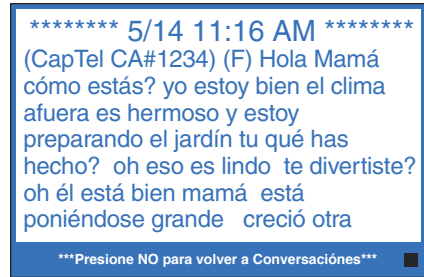 ******** 5/14 11:16 AM ********
(CapTel CA#1234) (F) Hola Mamá
cómo estás? yo estoy bien el clima
afuera es hermoso y estoy
preparando el jardín tu qué has
hecho? oh eso es lindo te divertiste?
oh él está bien mamá está
poniéndose grande creció otra
***Presione NO para volver a Conversaciónes***